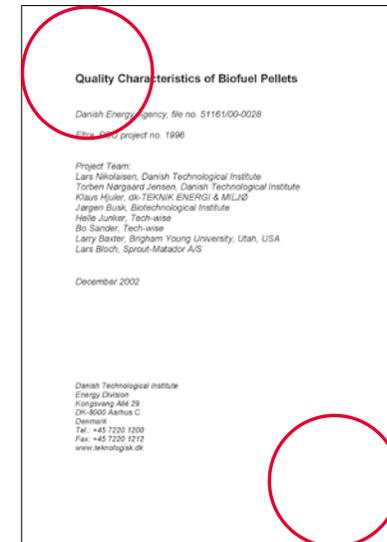 Quality Characteristics of Biofuel Pellets
Danish Energy Agency, file no. 51161/00-0028
Eltra, PSO project no. 1996
Project Team:
Lars Nikolaisen, Danish Technological Institute
Torben Nørgaard Jensen, Danish Technological Institute
Klaus Hjuler, dk-TEKNIK ENERGI & MILJØ
Jørgen Busk, Biotechnological Institute
Helle Junker, Tech-wise
Bo Sander, Tech-wise
Larry Baxter, Brigham Young University, Utah, USA
Lars Bloch, Sprout-Matador A/S
December 2002
Danish Technological Institute
Energy Division
Kongsvang Allé 29
DK-8000 Aarhus C
Denmark
Tel.: +45 7220 1200
Fax: +45 7220 1212
www.teknologisk.dk